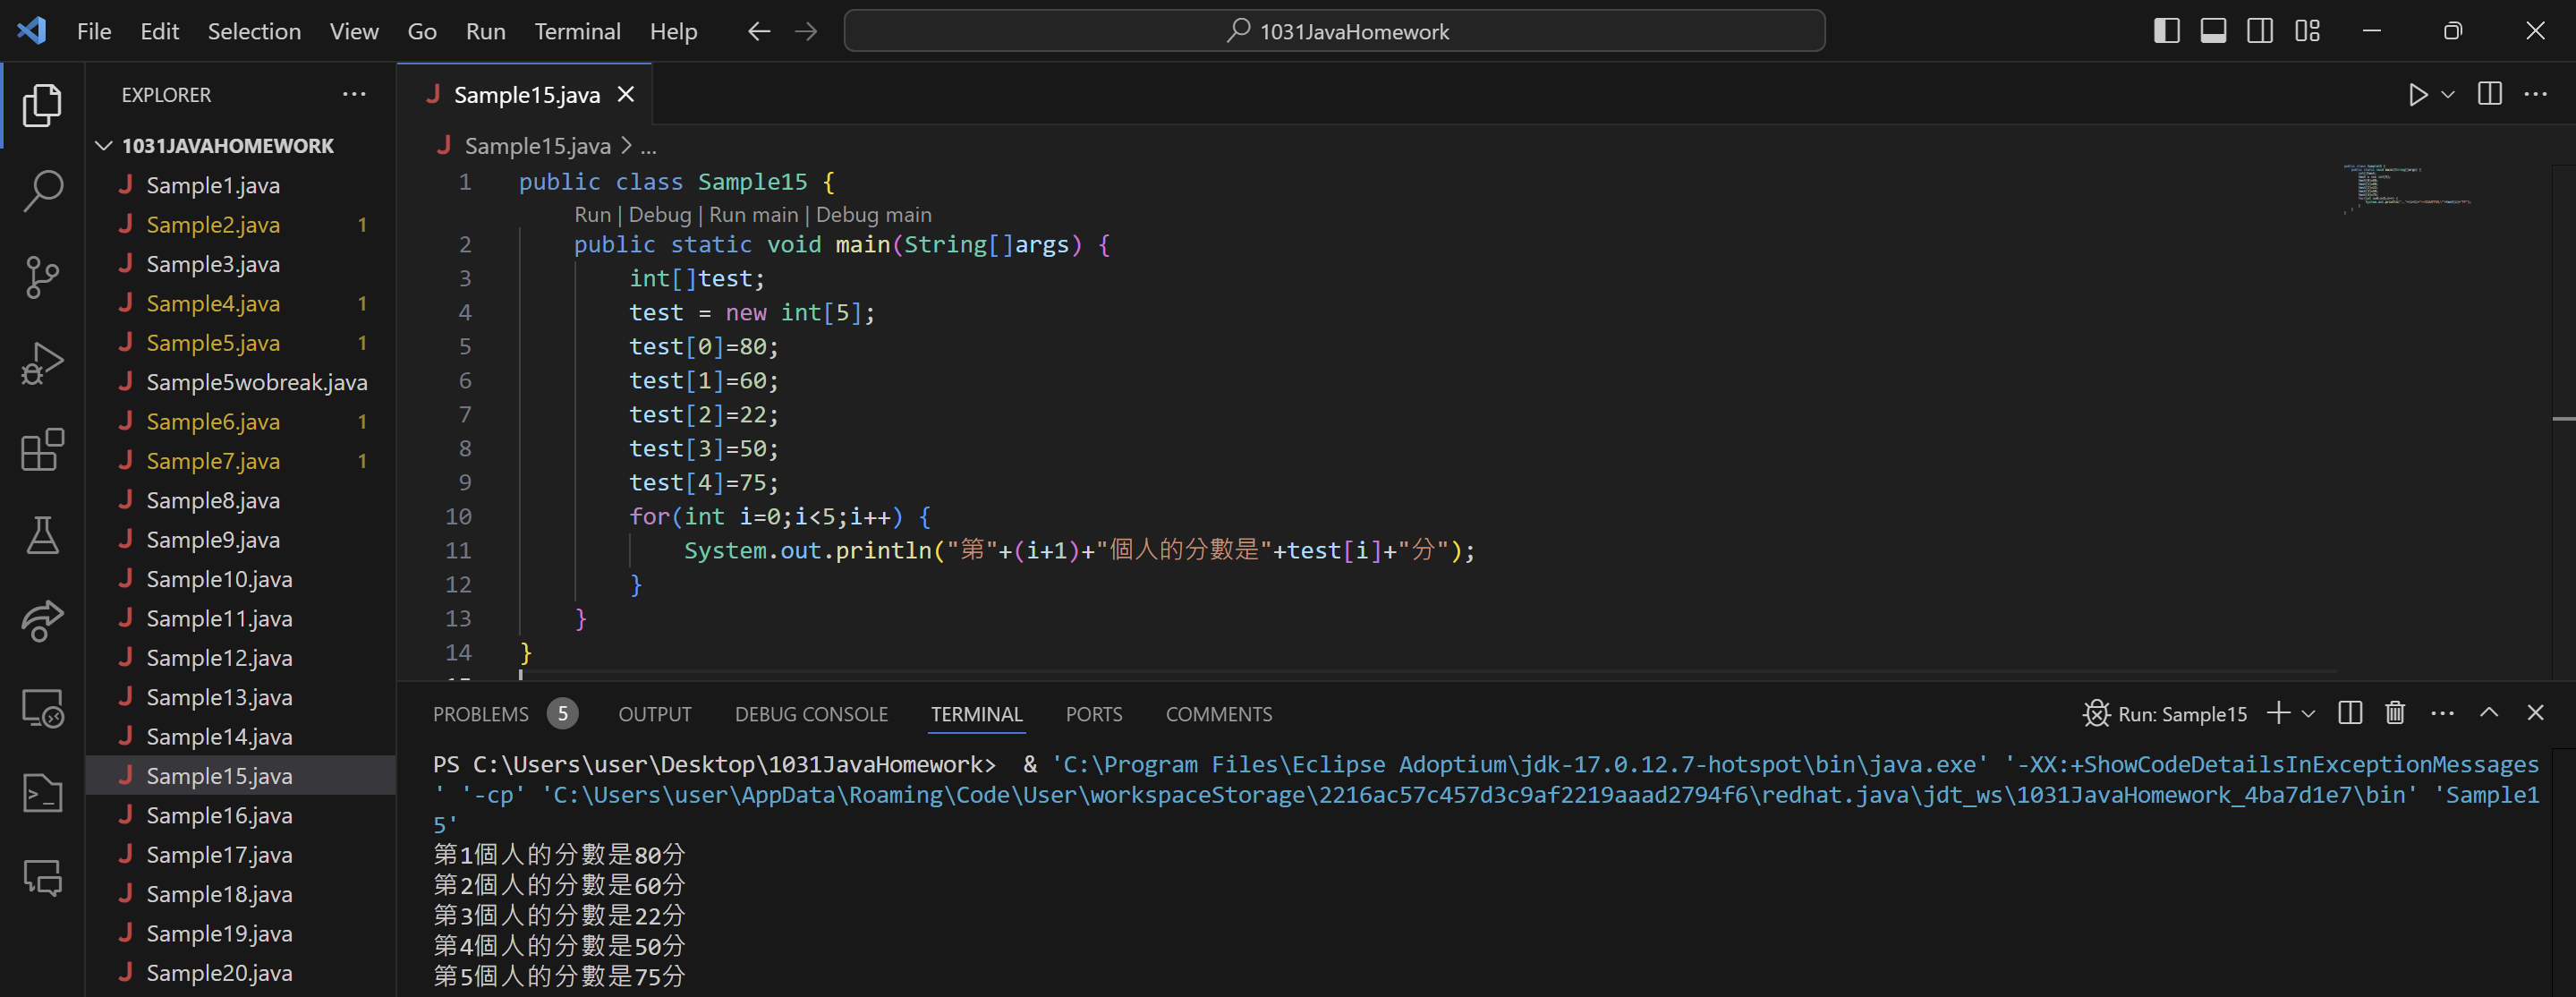 File Edit Selection View Go Run Terminal Help 1031JavaHomework
EXPLORER
1031JAVAHOMEWORK
Sample1.java
Sample2.java 1
Sample3.java
Sample4.java 1
Sample5.java 1
Sample5wobreak.java
Sample6.java 1
Sample7.java 1
Sample8.java
Sample9.java
Sample10.java
Sample11.java
Sample12.java
Sample13.java
Sample14.java
Sample15.java
Sample16.java
Sample17.java
Sample18.java
Sample19.java
Sample20.java
Sample15.java
Sample15.java > ...
1 public class Sample15 {
Run | Debug | Run main | Debug main
2 public static void main(String[]args) {
3 int[]test;
4 test = new int[5];
5 test[0]=80;
6 test[1]=60;
7 test[2]=22;
8 test[3]=50;
9 test[4]=75;
10 for(int i=0;i<5;i++) {
11 System.out.println("第"+(i+1)+"個人的分數是"+test[i]+"分");
12 }
13 }
14 }
PROBLEMS 5 OUTPUT DEBUG CONSOLE TERMINAL PORTS COMMENTS Run: Sample15
PS C:\Users\user\Desktop\1031JavaHomework> & 'C:\Program Files\Eclipse Adoptium\jdk-17.0.12.7-hotspot\bin\java.exe' '-XX:+ShowCodeDetailsInExceptionMessages
' '-cp' 'C:\Users\user\AppData\Roaming\Code\User\workspaceStorage\2216ac57c457d3c9af2219aaad2794f6\redhat.java\jdt_ws\1031JavaHomework_4ba7d1e7\bin' 'Sample1
5'
第1個人的分數是80分
第2個人的分數是60分
第3個人的分數是22分
第4個人的分數是50分
第5個人的分數是75分